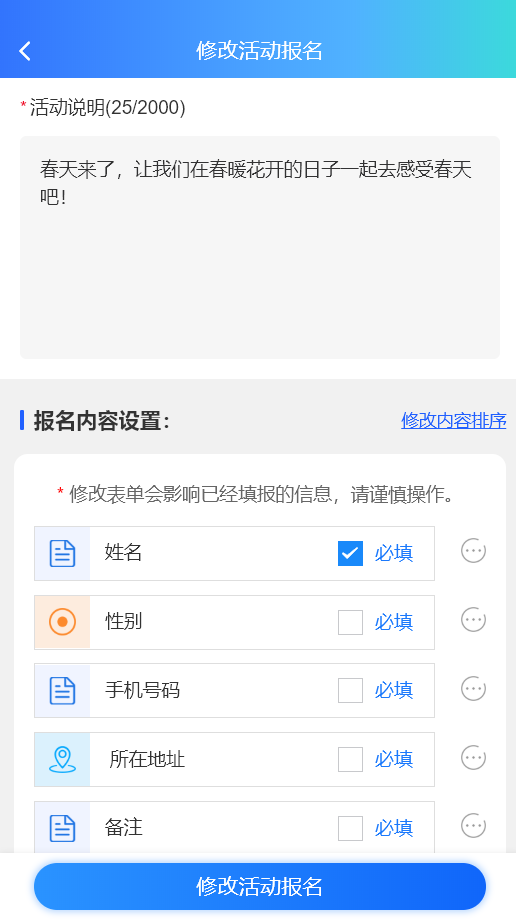 修改活动报名
*活动说明(25/2000)
春天来了，让我们在春暖花开的日子一起去感受春天
吧！
报名内容设置：
修改内容排序
* 修改表单会影响已经填报的信息，请谨慎操作。
姓名 必填
性别 必填
手机号码 必填
所在地址 必填
备注 必填
修改活动报名